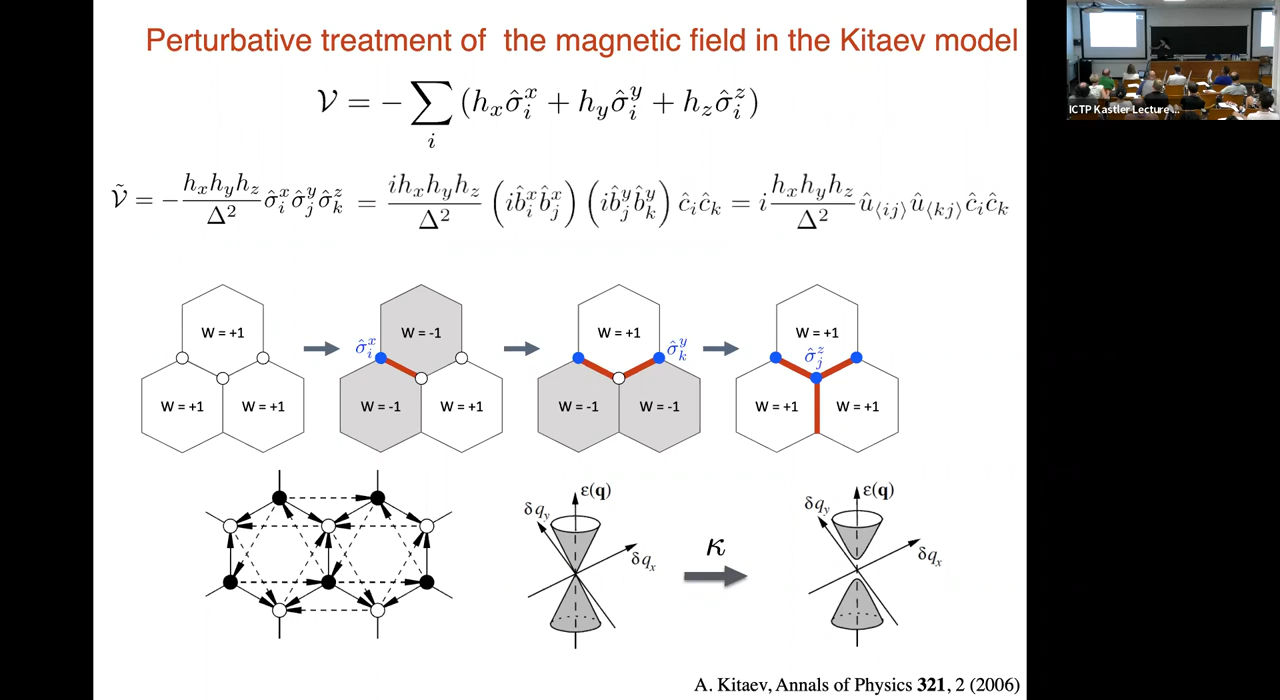 Perturbative treatment of the magnetic field in the Kitaev model
ICTP Kastler Lecture ...
𝒱 = − ∑_i (h_x σ̂_i^x + h_y σ̂_i^y + h_z σ̂_i^z)
𝒱̃ = − h_x h_y h_z / Δ² σ̂_i^x σ̂_j^y σ̂_k^z = i h_x h_y h_z / Δ² (i b̂_i^x b̂_j^x) (i b̂_j^y b̂_k^y) ĉ_i ĉ_k = i h_x h_y h_z / Δ² û_⟨ij⟩ û_⟨kj⟩ ĉ_i ĉ_k
W = +1 W = -1 W = +1 W = +1
σ̂_i^x σ̂_k^y σ̂_j^z
W = +1 W = +1 W = -1 W = +1 W = -1 W = -1 W = +1 W = +1
ε(q) ε(q)
δq_y δq_y
κ
δq_x δq_x
A. Kitaev, Annals of Physics 321, 2 (2006)